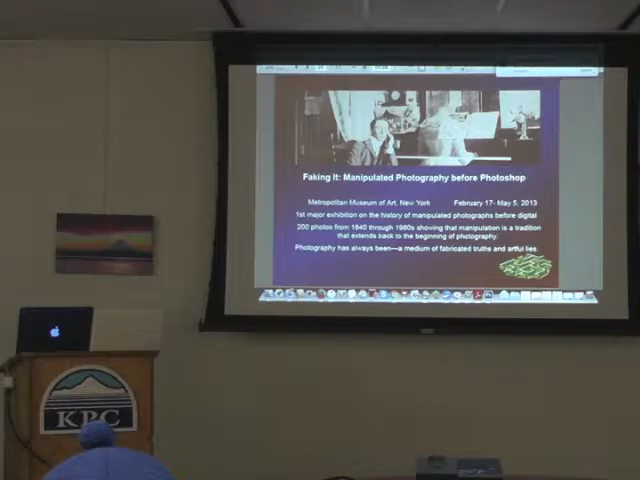 Faking It: Manipulated Photography before Photoshop
Metropolitan Museum of Art, New York February 17- May 5, 2013
1st major exhibition on the history of manipulated photographs before digital
200 photos from 1840 through 1980s showing that manipulation is a tradition
that extends back to the beginning of photography.
Photography has always been—a medium of fabricated truths and artful lies.
KPC